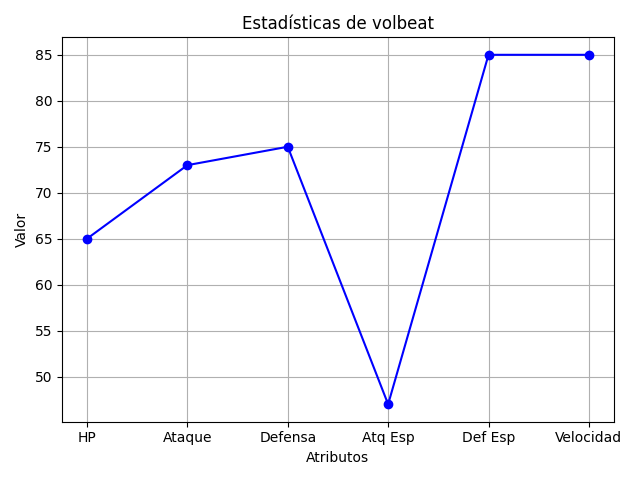 Estadísticas de volbeat
85
80
75
70
65
60
55
50
Valor
HP Ataque Defensa Atq Esp Def Esp Velocidad
Atributos